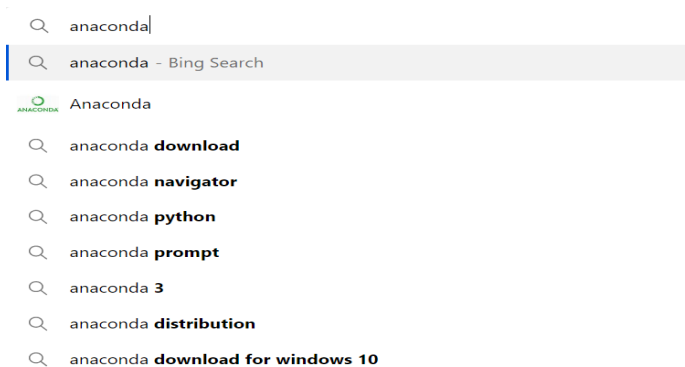 anaconda
anaconda - Bing Search
ANACONDA Anaconda
anaconda download
anaconda navigator
anaconda python
anaconda prompt
anaconda 3
anaconda distribution
anaconda download for windows 10